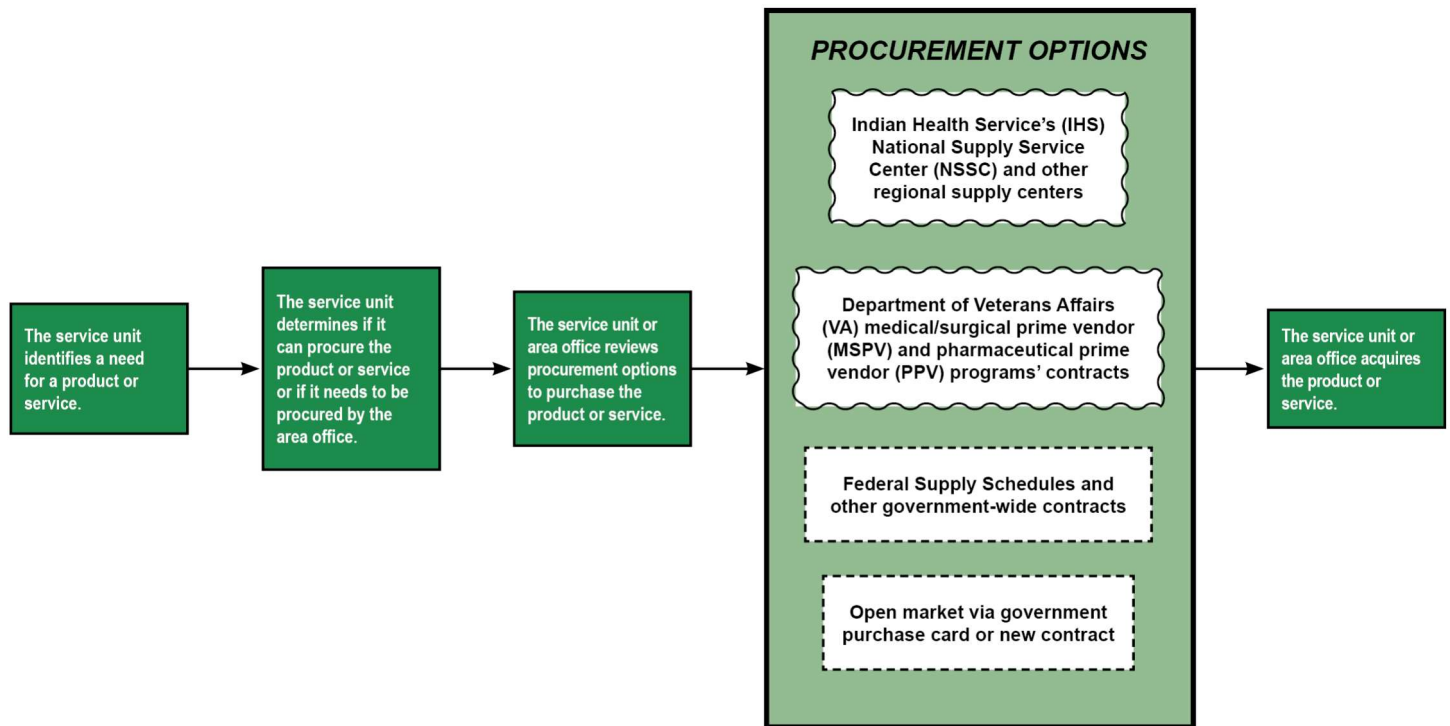 The service unit
identifies a need
for a product or
service.
The service unit
determines if it
can procure the
product or service
or if it needs to be
procured by the
area office.
The service unit or
area office reviews
procurement options
to purchase the
product or service.
PROCUREMENT OPTIONS
Indian Health Service’s (IHS)
National Supply Service
Center (NSSC) and other
regional supply centers
Department of Veterans Affairs
(VA) medical/surgical prime vendor
(MSPV) and pharmaceutical prime
vendor (PPV) programs’ contracts
Federal Supply Schedules and
other government-wide contracts
Open market via government
purchase card or new contract
The service unit or
area office acquires
the product or
service.